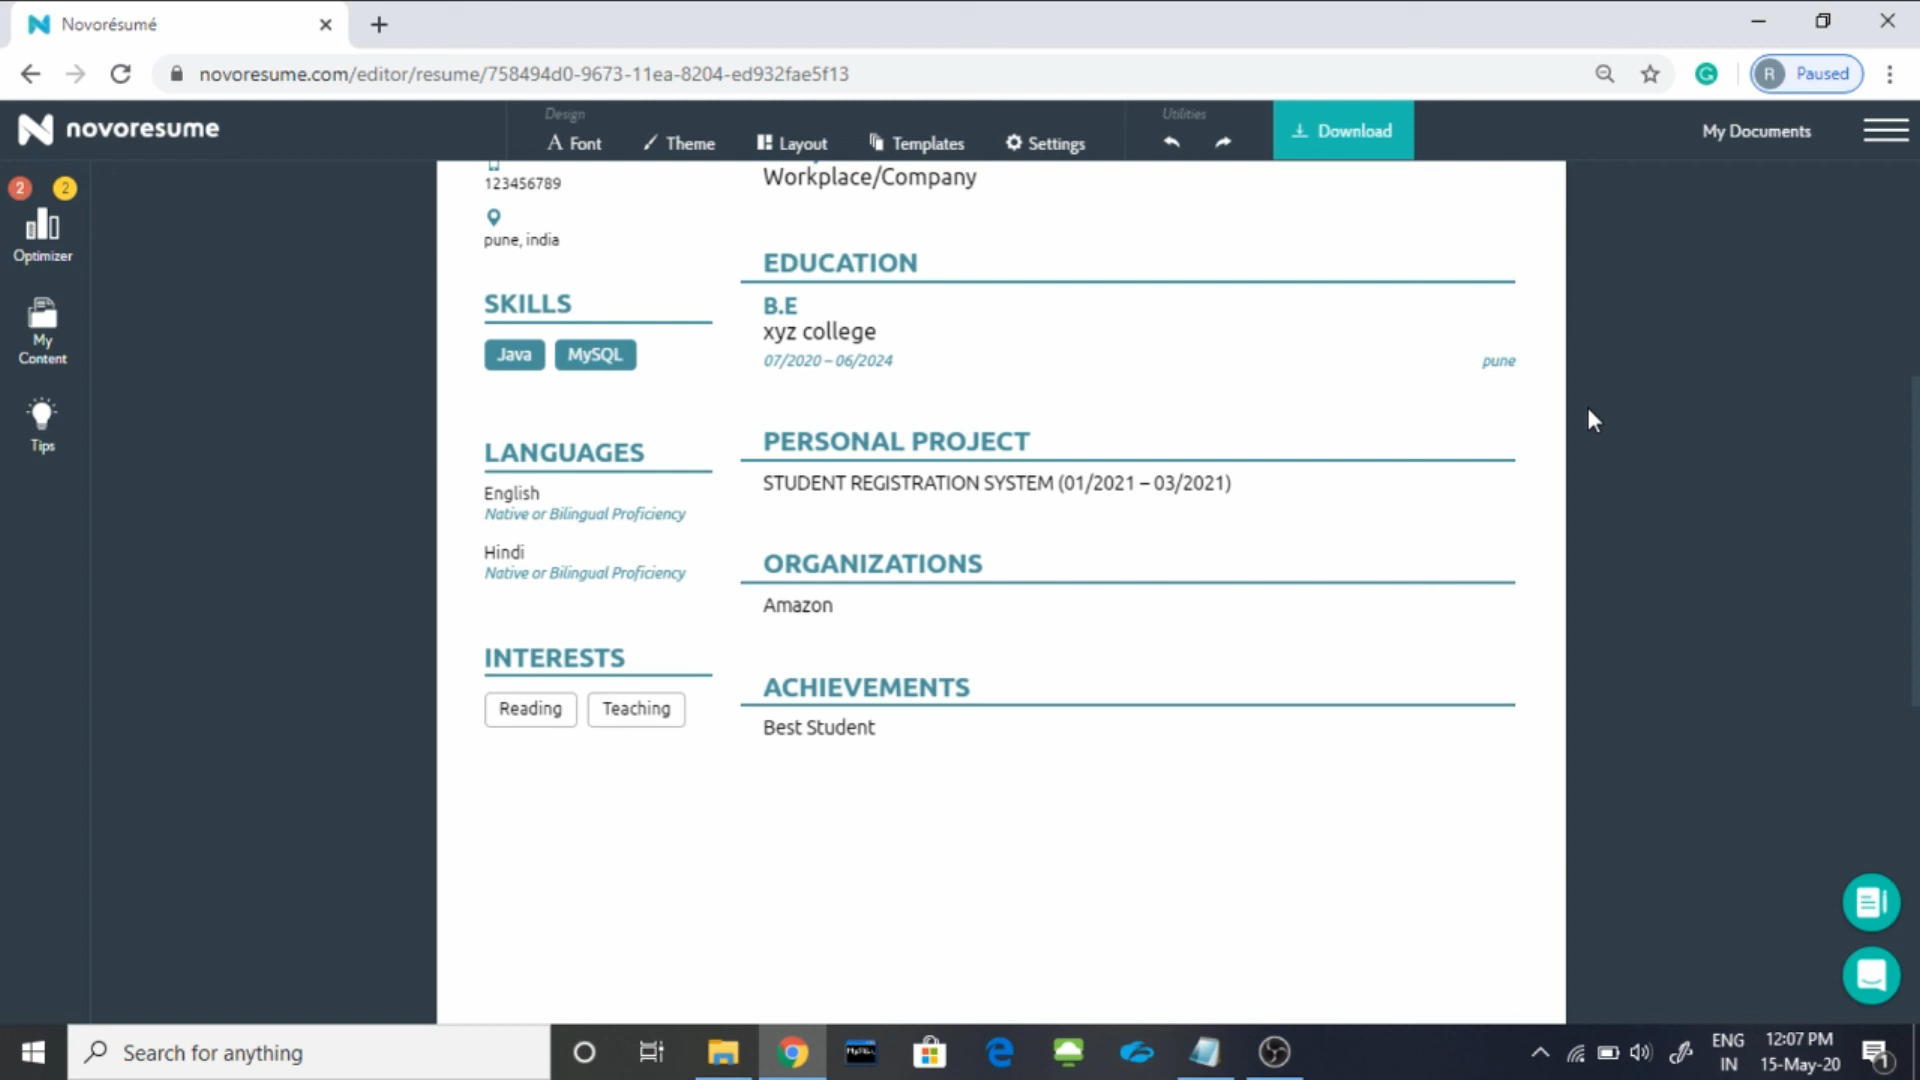 Novorésumé
novoresume.com/editor/resume/758494d0-9673-11ea-8204-ed932fae5f13
R Paused
novoresume
Design
A Font
Theme
Layout
Templates
Settings
Utilities
Download
My Documents
2 2
Optimizer
My
Content
Tips
123456789
pune, india
SKILLS
Java MySQL
LANGUAGES
English
Native or Bilingual Proficiency
Hindi
Native or Bilingual Proficiency
INTERESTS
Reading Teaching
Workplace/Company
EDUCATION
B.E
xyz college
07/2020 – 06/2024 pune
PERSONAL PROJECT
STUDENT REGISTRATION SYSTEM (01/2021 – 03/2021)
ORGANIZATIONS
Amazon
ACHIEVEMENTS
Best Student
Search for anything
ENG
IN
12:07 PM
15-May-20
1